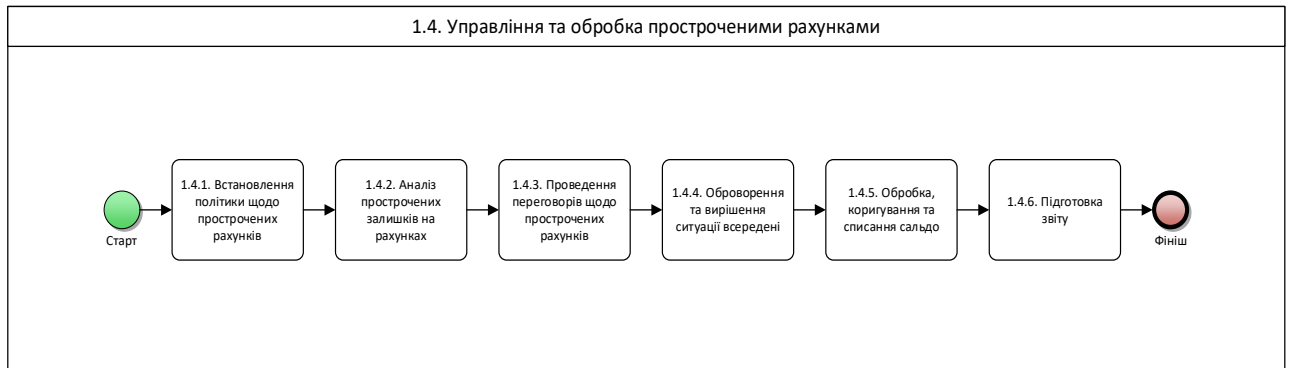 1.4. Управління та обробка простроченими рахунками
Старт
1.4.1. Встановлення
політики щодо
прострочених
рахунків
1.4.2. Аналіз
прострочених
залишків на
рахунках
1.4.3. Проведення
переговорів щодо
прострочених
рахунків
1.4.4. Оброворення
та вирішення
ситуації всередені
1.4.5. Обробка,
коригування та
списання сальдо
1.4.6. Підготовка
звіту
Фініш